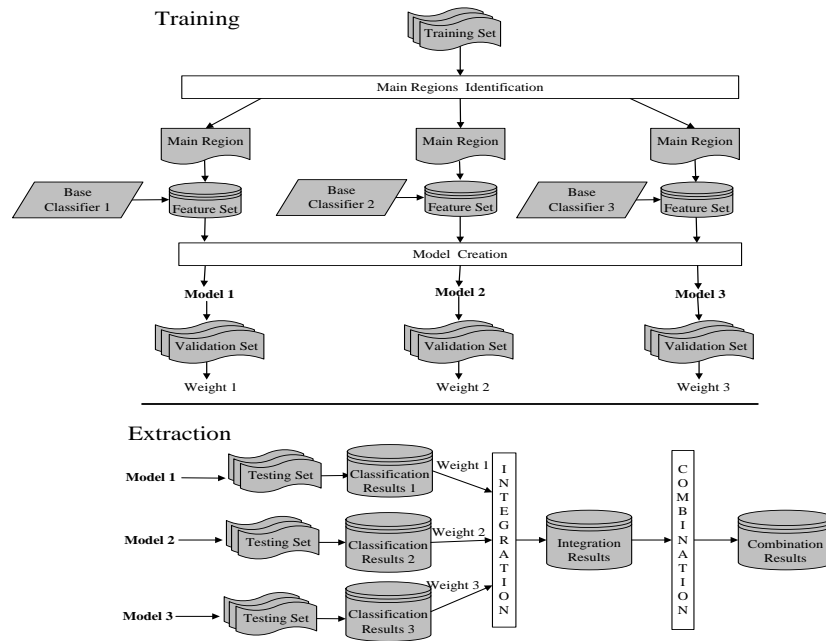 Training
Training Set
Main Regions Identification
Main Region
Main Region
Main Region
Base
Classifier 1
Feature Set
Base
Classifier 2
Feature Set
Base
Classifier 3
Feature Set
Model Creation
Model 1
Model 2
Model 3
Validation Set
Validation Set
Validation Set
Weight 1
Weight 2
Weight 3
Extraction
Model 1
Testing Set
Classification
Results 1
Weight 1
Model 2
Testing Set
Classification
Results 2
Weight 2
Model 3
Testing Set
Classification
Results 3
Weight 3
INTEGRATION
Integration
Results
COMBINATION
Combination
Results